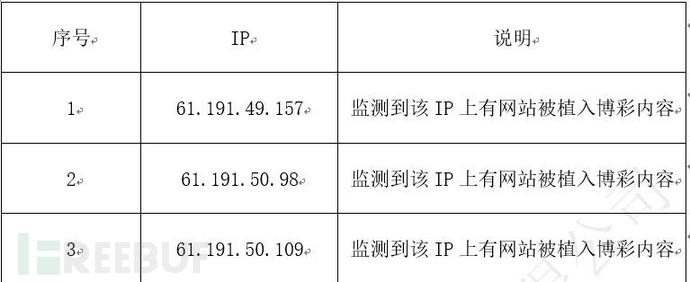 序号 IP 说明
1 61.191.49.157 监测到该 IP 上有网站被植入博彩内容
2 61.191.50.98 监测到该 IP 上有网站被植入博彩内容
3 61.191.50.109 监测到该 IP 上有网站被植入博彩内容
FREEBUF
限公司